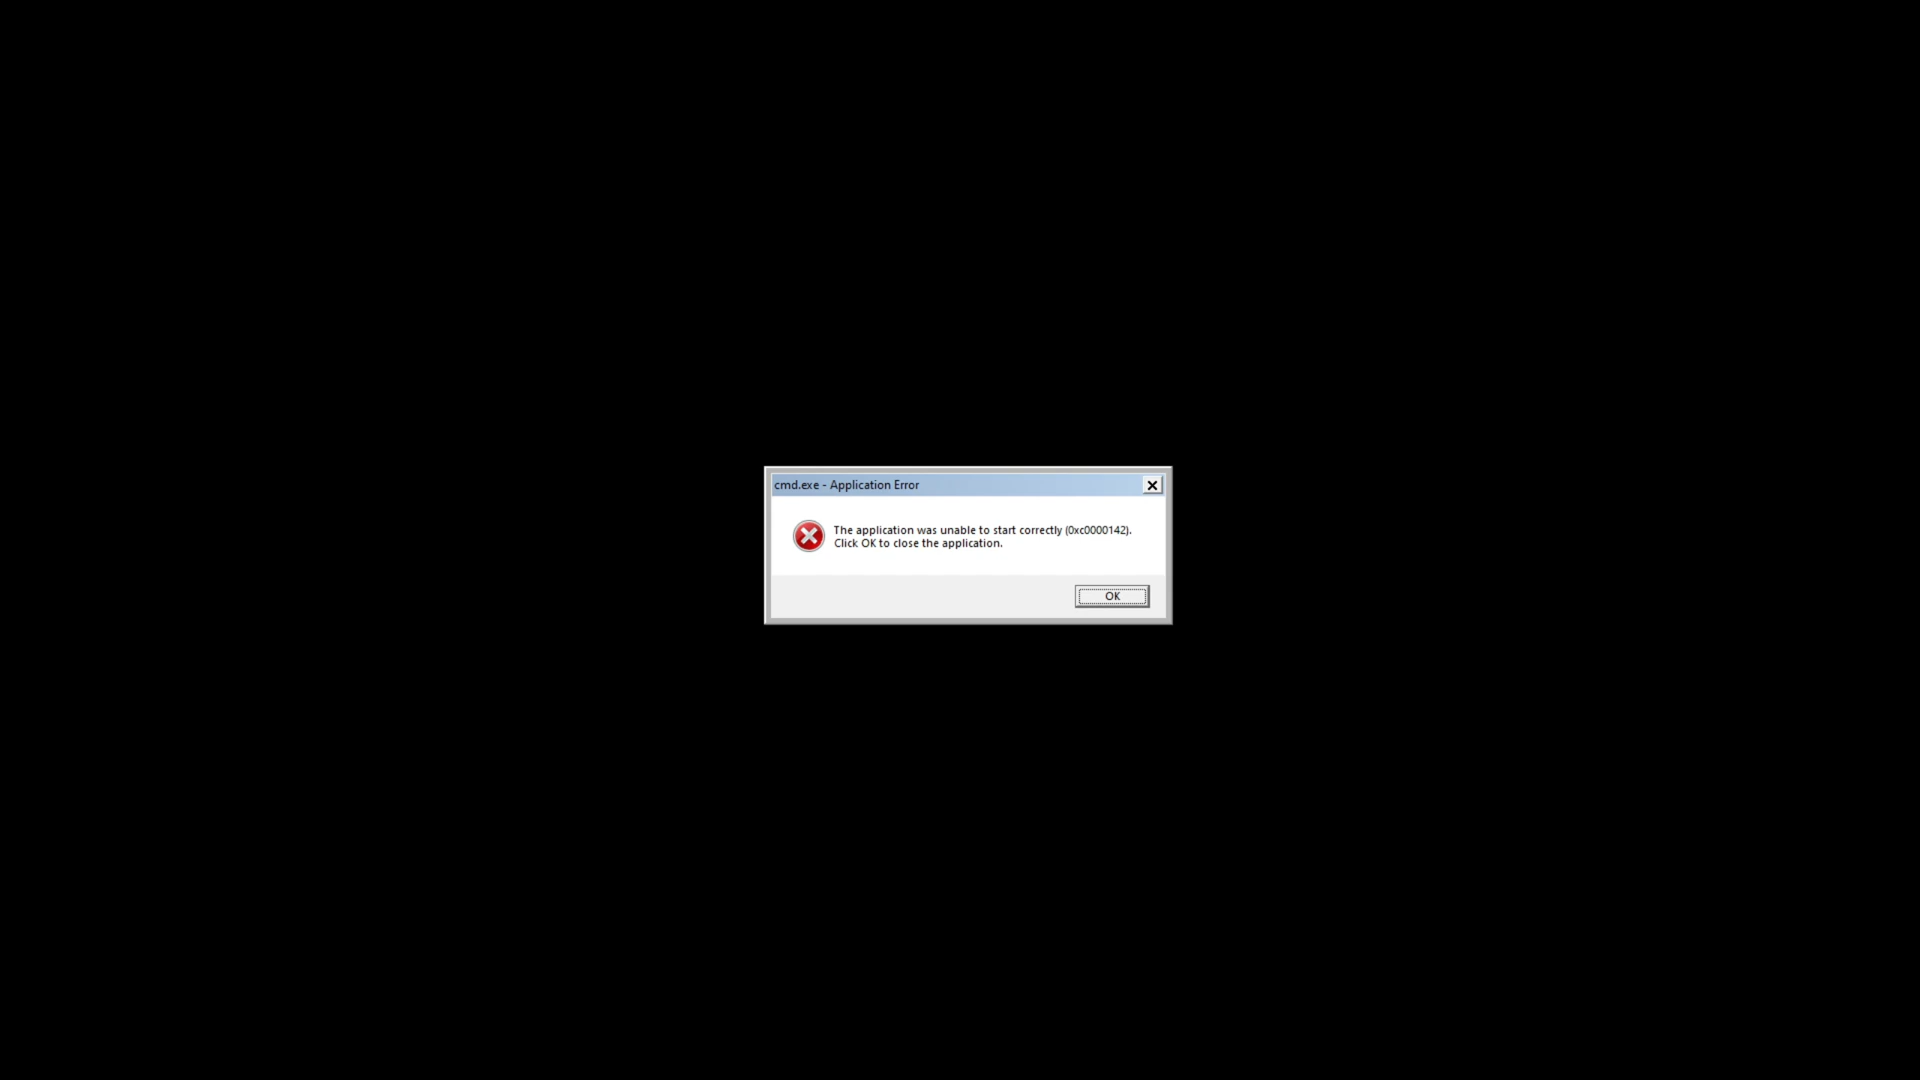 cmd.exe - Application Error
The application was unable to start correctly (0xc0000142).
Click OK to close the application.
OK